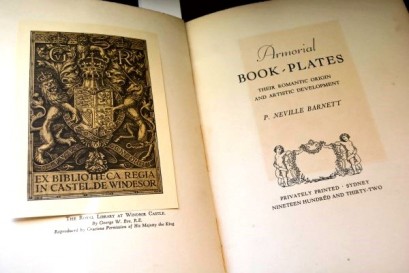 G R
EX BIBLIOTECA REGIA
IN CASTEL DE WINDESOR
THE ROYAL LIBRARY AT WINDSOR CASTLE.
By George W. Eve, R.E.
Reproduced by Gracious Permission of His Majesty the King
Armorial
BOOK-PLATES
THEIR ROMANTIC ORIGIN
AND ARTISTIC DEVELOPMENT
P. NEVILLE BARNETT
PRIVATELY PRINTED · SYDNEY
NINETEEN HUNDRED AND THIRTY-TWO